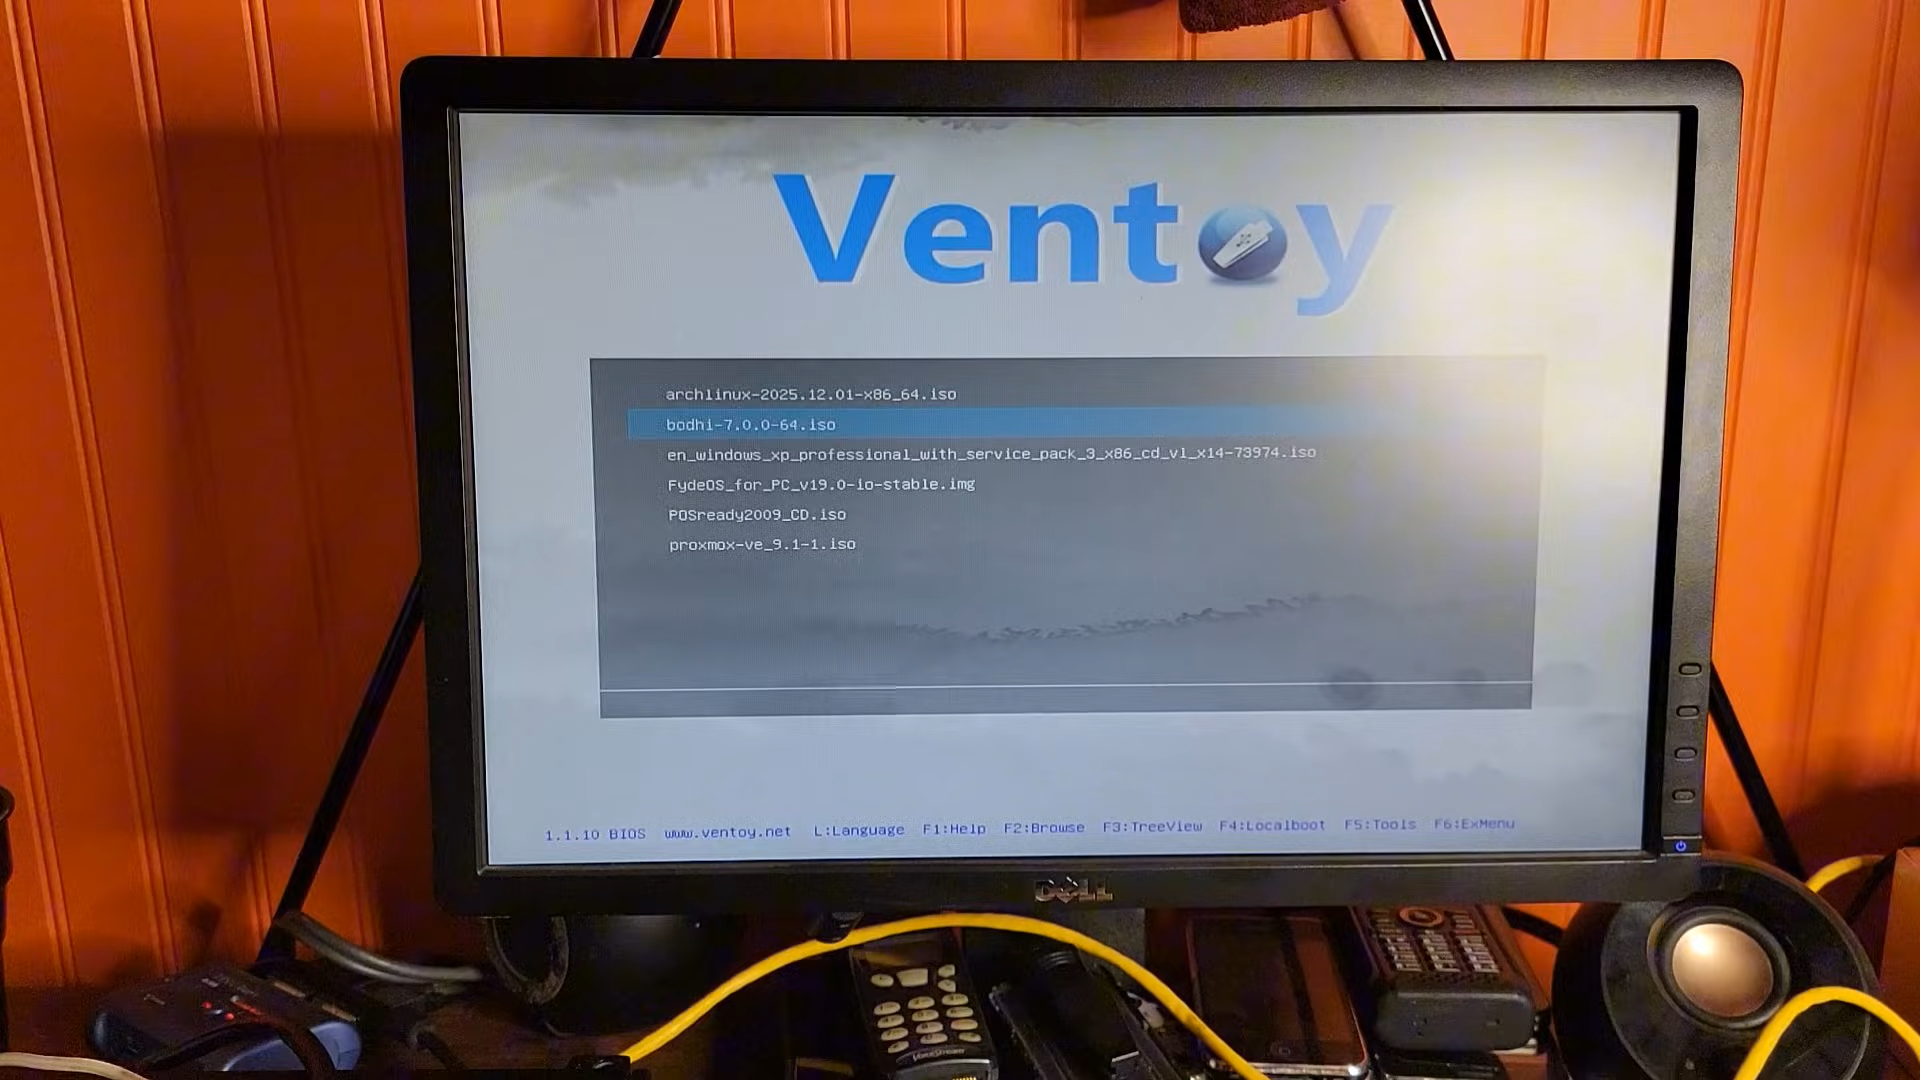 Ventoy
archlinux-2025.12.01-x86_64.iso
bodhi-7.0.0-64.iso
en_windows_xp_professional_with_service_pack_3_x86_cd_vl_x14-73974.iso
FydeOS_for_PC_v19.0-io-stable.img
POSready2009_CD.iso
proxmox-ve_9.1-1.iso
1.1.10 BIOS www.ventoy.net L:Language F1:Help F2:Browse F3:TreeView F4:Localboot F5:Tools F6:ExMenu
DELL
VoiceStream